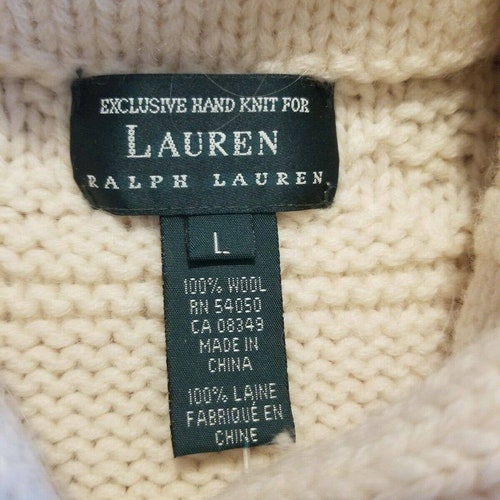 EXCLUSIVE HAND KNIT FOR
LAUREN
RALPH LAUREN
L
100% WOOL
RN 54050
CA 08349
MADE IN
CHINA
100% LAINE
FABRIQUÉ EN
CHINE